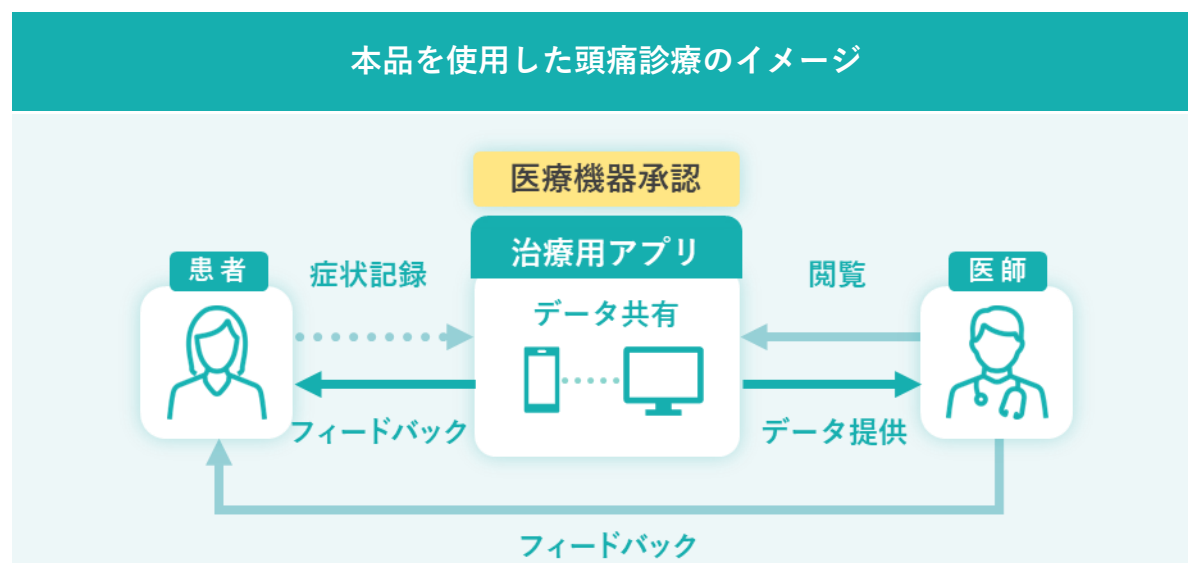 本品を使用した頭痛診療のイメージ
医療機器承認
治療用アプリ
患者
症状記録
閲覧
医師
データ共有
フィードバック
データ提供
フィードバック